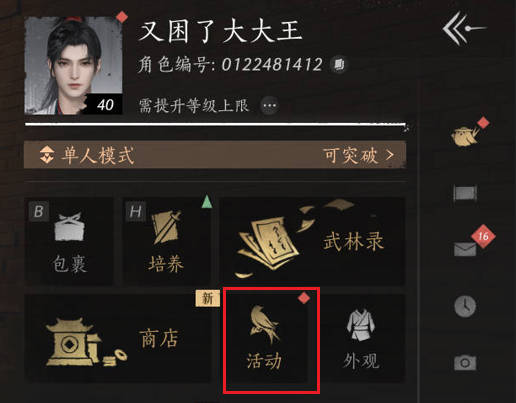 又困了大大王
角色编号: 0122481412
40
需提升等级上限 ...
单人模式
可突破 >
B
H
包裹
培养
武林录
16
新
商店
活动
外观